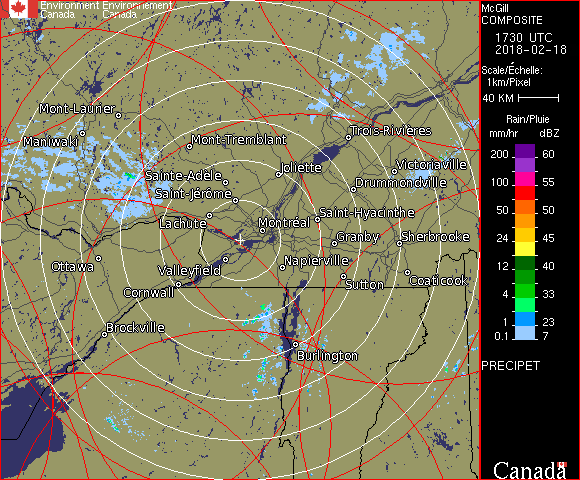 Environment Environnement
Canada Canada
McGill
COMPOSITE
1730 UTC
2018-02-18
Scale/Échelle:
1km/Pixel
40 KM
Rain/Pluie
mm/hr dBZ
200 60
100 55
50 50
24 45
12 40
4 33
1 23
0.1 7
PRECIPET
Mont-Laurier
Maniwaki
Mont-Tremblant
Trois-Rivières
Sainte-Adèle
Joliette
Victoriaville
Saint-Jérôme
Drummondville
Lachute
Montréal
Saint-Hyacinthe
Granby
Sherbrooke
Ottawa
Valleyfield
Napierville
Cornwall
Sutton
Coaticook
Brockville
Burlington
Canada